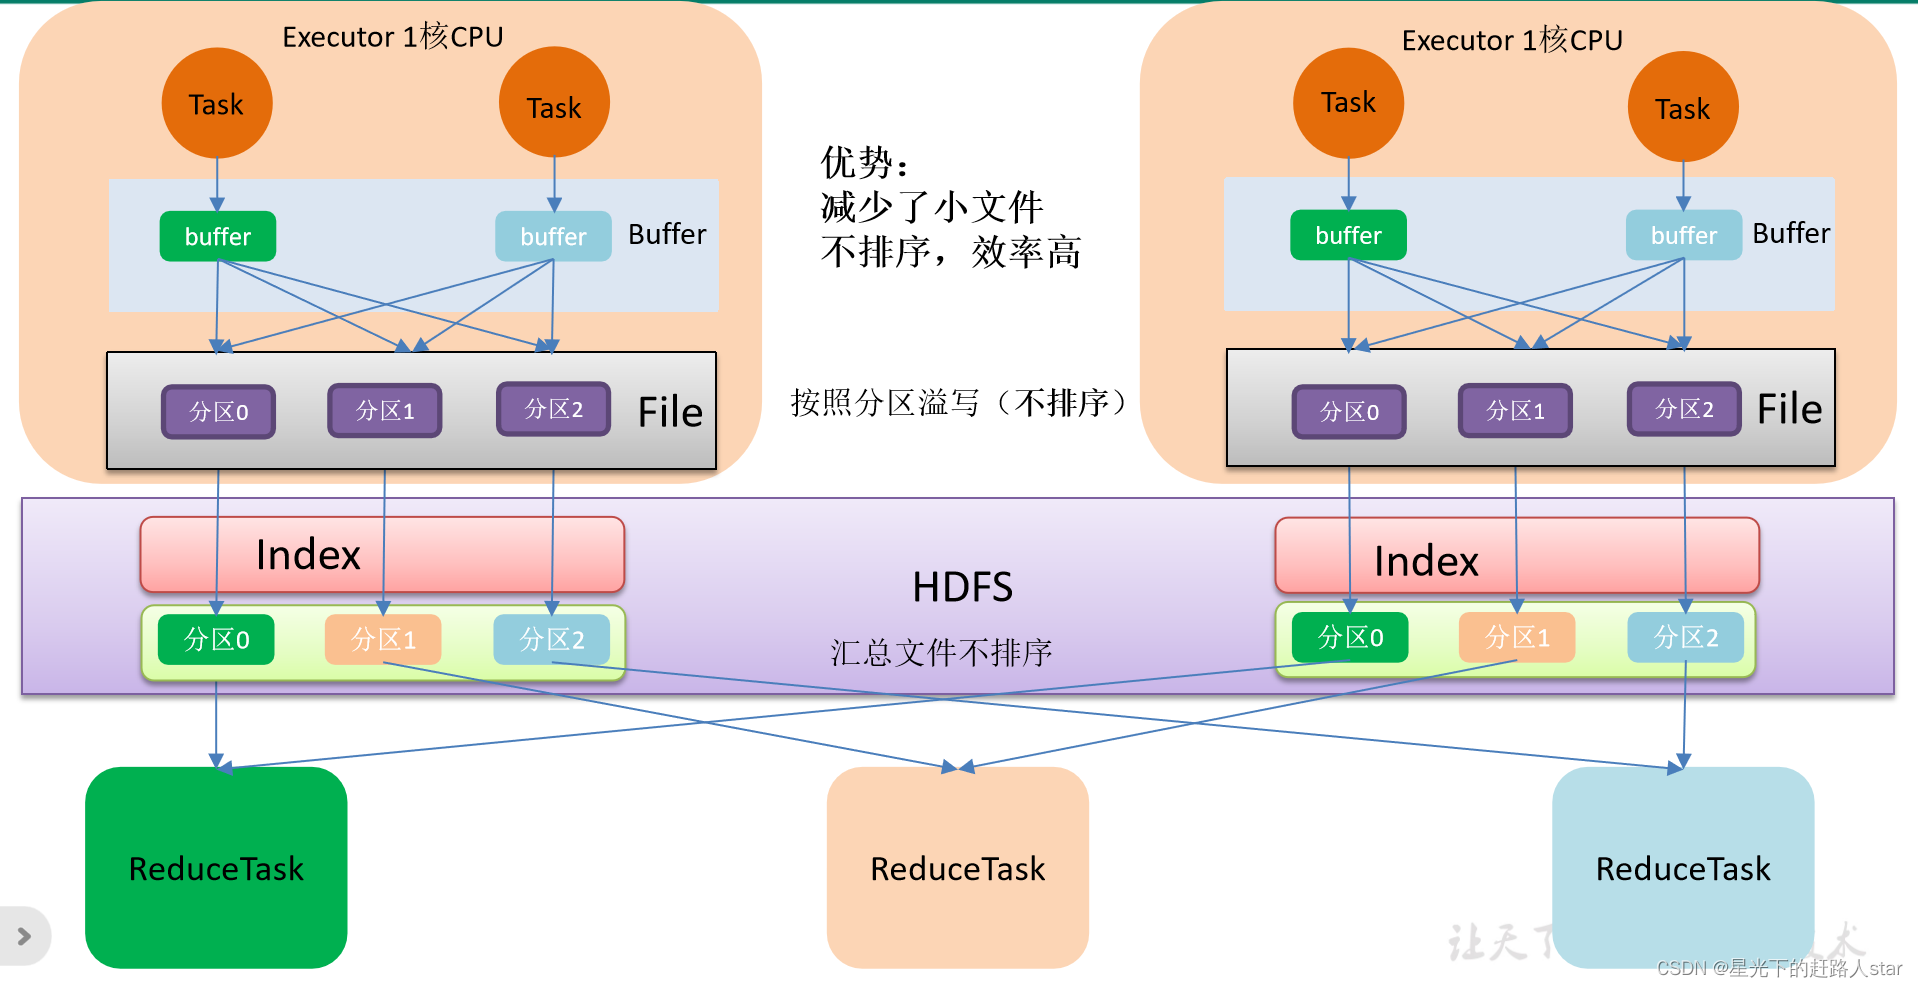 Executor 1核CPU
Executor 1核CPU
Task
Task
Task
Task
优势：
减少了小文件
不排序，效率高
buffer
buffer
Buffer
buffer
buffer
Buffer
按照分区溢写（不排序）
分区0
分区1
分区2
File
分区0
分区1
分区2
File
Index
HDFS
Index
分区0
分区1
分区2
汇总文件不排序
分区0
分区1
分区2
ReduceTask
ReduceTask
ReduceTask
让天下
术
CSDN @星光下的赶路人star